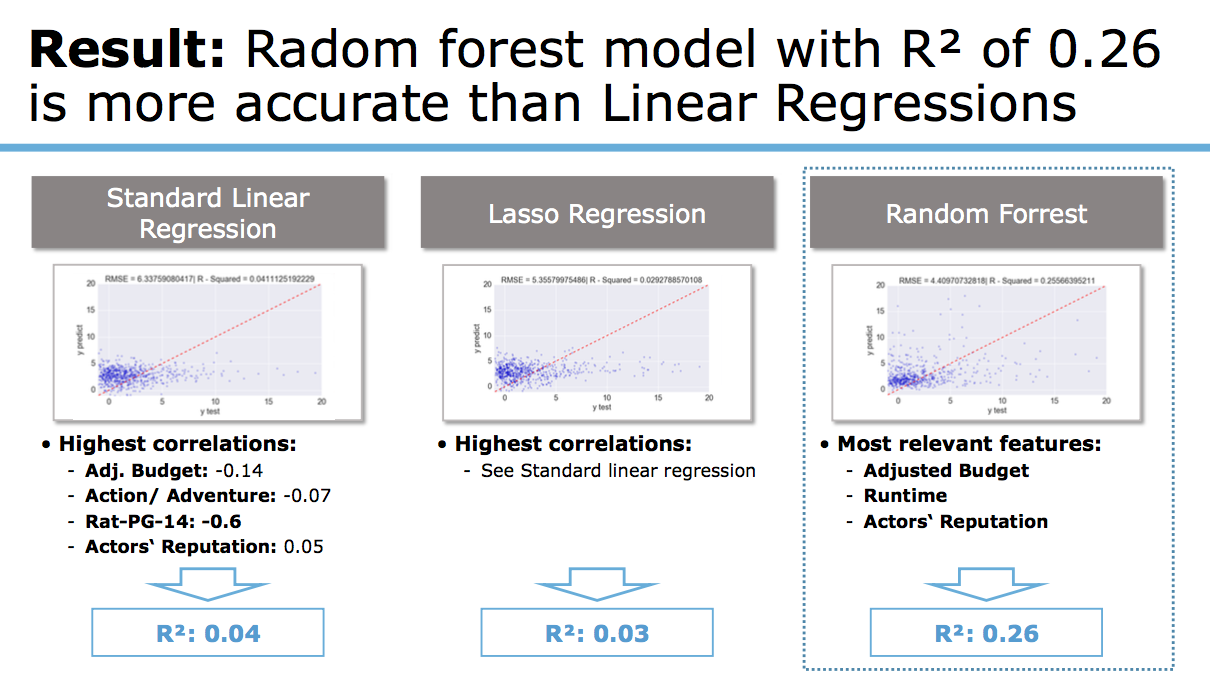 Result: Radom forest model with R² of 0.26
is more accurate than Linear Regressions
Standard Linear
Regression
RMSE = 6.33759080417| R - Squared = 0.0411125192229
20
15
10
5
0
y predict
0
5
10
15
20
y test
• Highest correlations:
- Adj. Budget: -0.14
- Action/ Adventure: -0.07
- Rat-PG-14: -0.6
- Actors‘ Reputation: 0.05
R²: 0.04
Lasso Regression
RMSE = 5.35579975486| R - Squared = 0.0292788570108
20
15
10
5
0
y predict
0
5
10
15
20
y test
• Highest correlations:
- See Standard linear regression
R²: 0.03
Random Forrest
RMSE = 4.40970732818| R - Squared = 0.25566395211
20
15
10
5
0
y predict
0
5
10
15
20
y test
• Most relevant features:
- Adjusted Budget
- Runtime
- Actors‘ Reputation
R²: 0.26